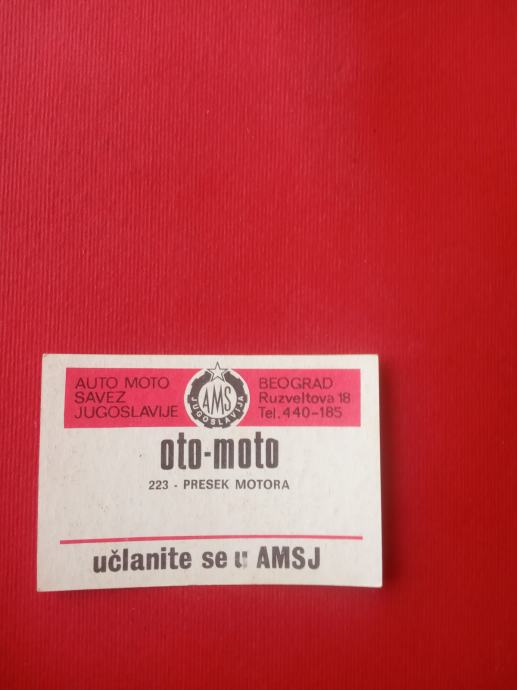 AUTO MOTO
SAVEZ
JUGOSLAVIJE
AMS
JUGOSLAVIJA
BEOGRAD
Ruzveltova 18
Tel. 440-185
oto-moto
223 - PRESEK MOTORA
učlanite se u AMSJ